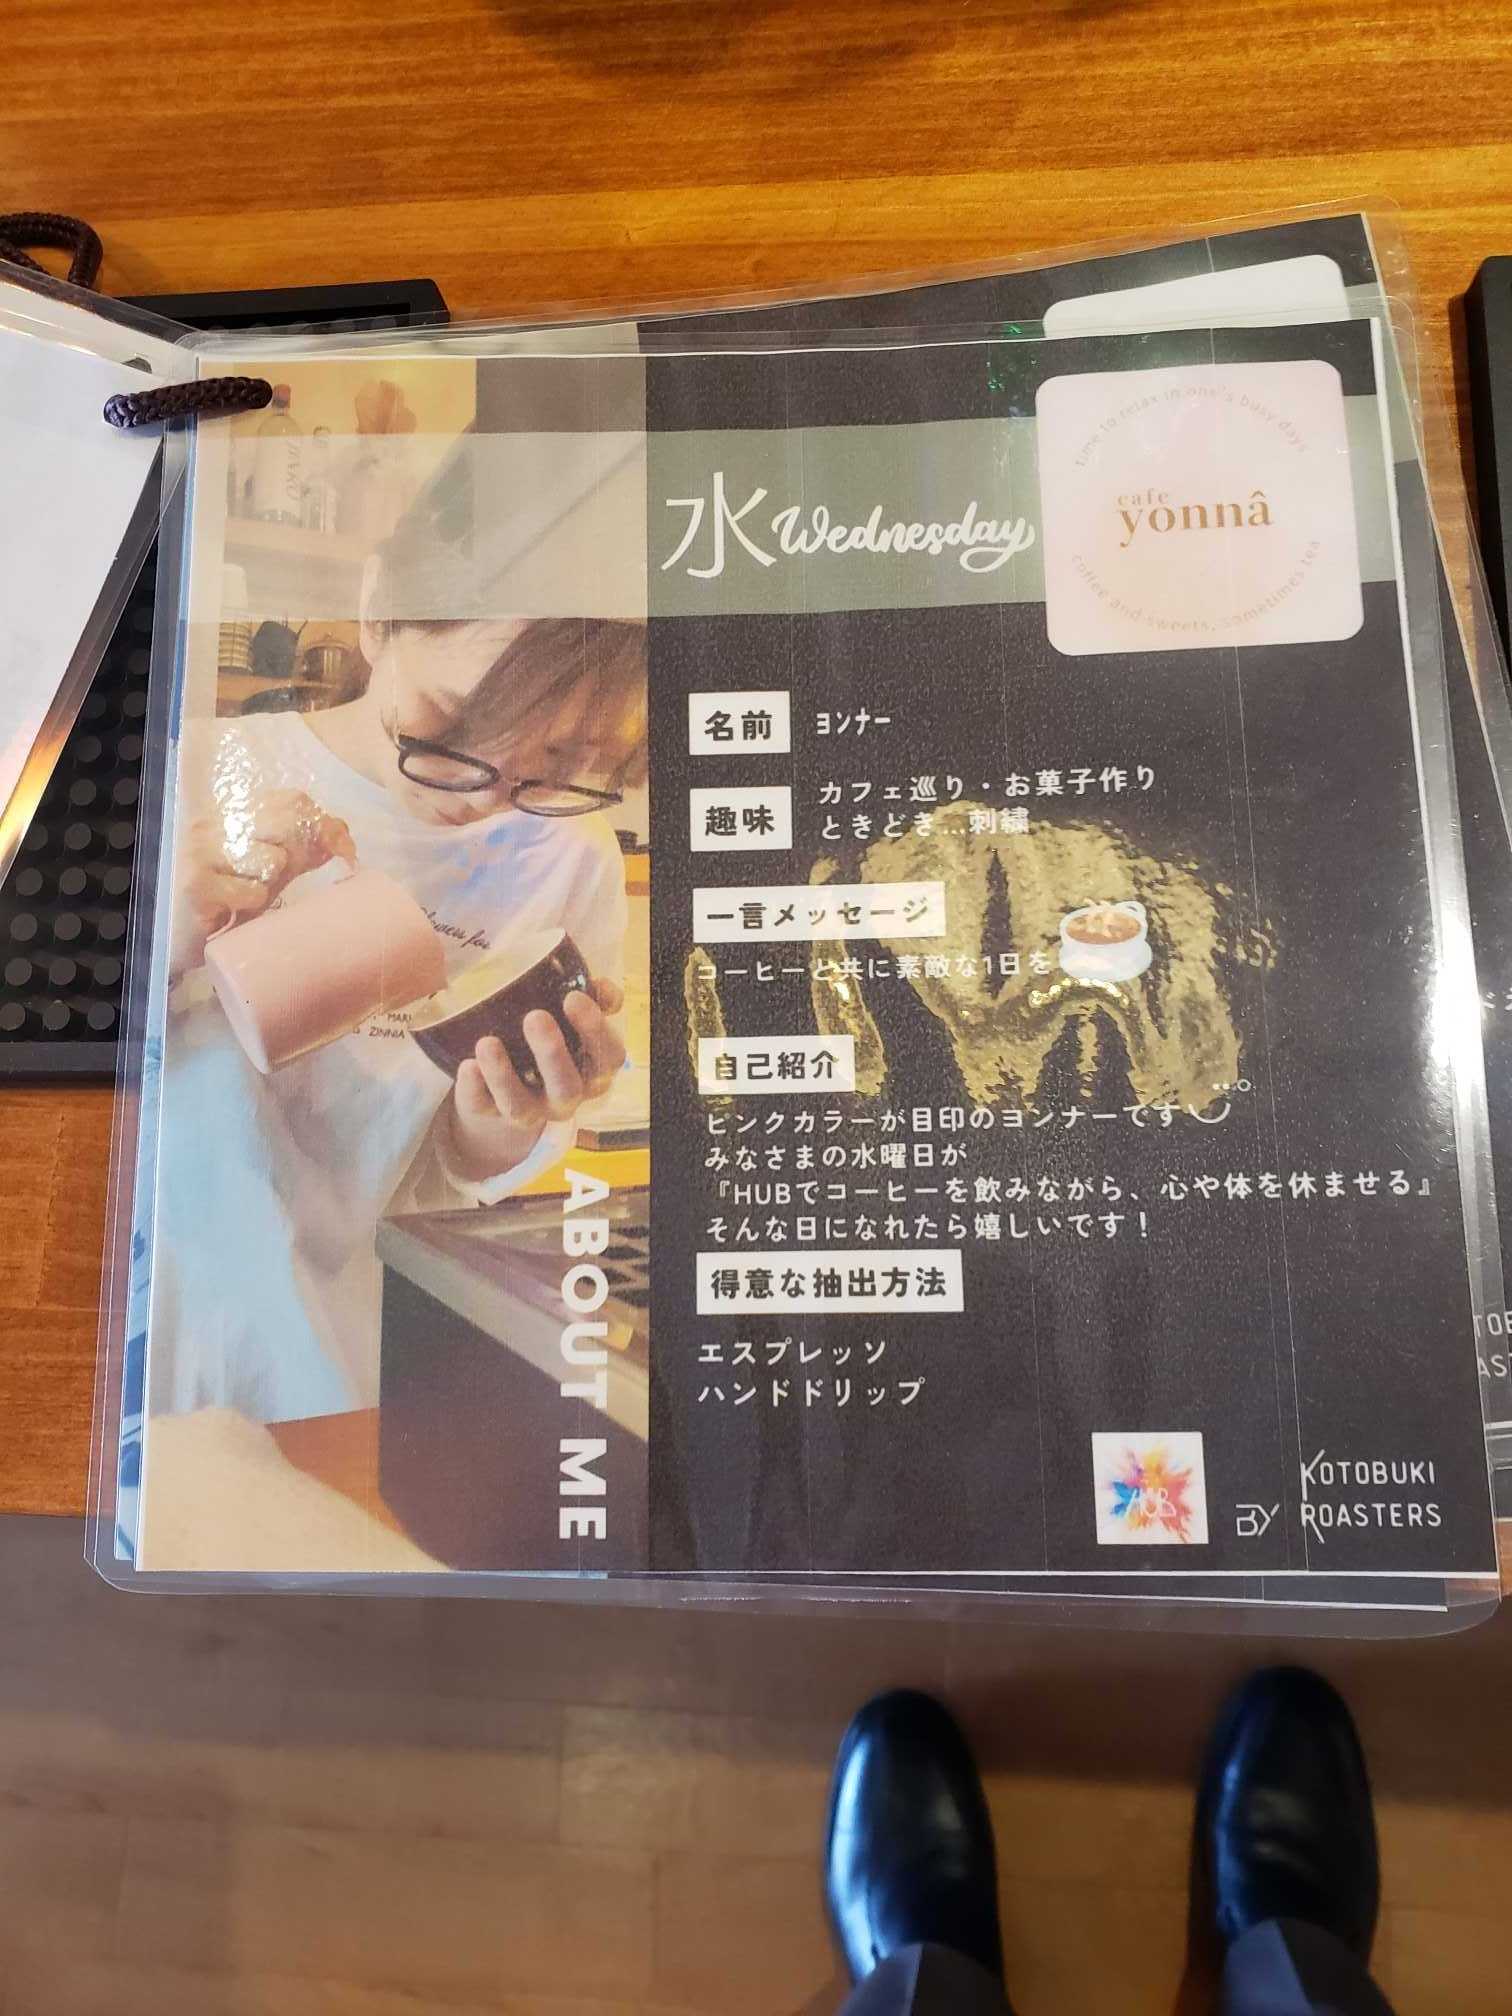 水 Wednesday
time to relax in one's busy days
cafe
yonnâ
coffee and sweets, sometimes tea
名前 ヨンナー
趣味 カフェ巡り・お菓子作り
ときどき…刺繍
一言メッセージ
コーヒーと共に素敵な1日を
自己紹介
ピンクカラーが目印のヨンナーです
みなさまの水曜日が
『HUBでコーヒーを飲みながら、心や体を休ませる』
そんな日になれたら嬉しいです!
得意な抽出方法
エスプレッソ
ハンドドリップ
ABOUT ME
HUB
BY KOTOBUKI
ROASTERS
ZINNIA